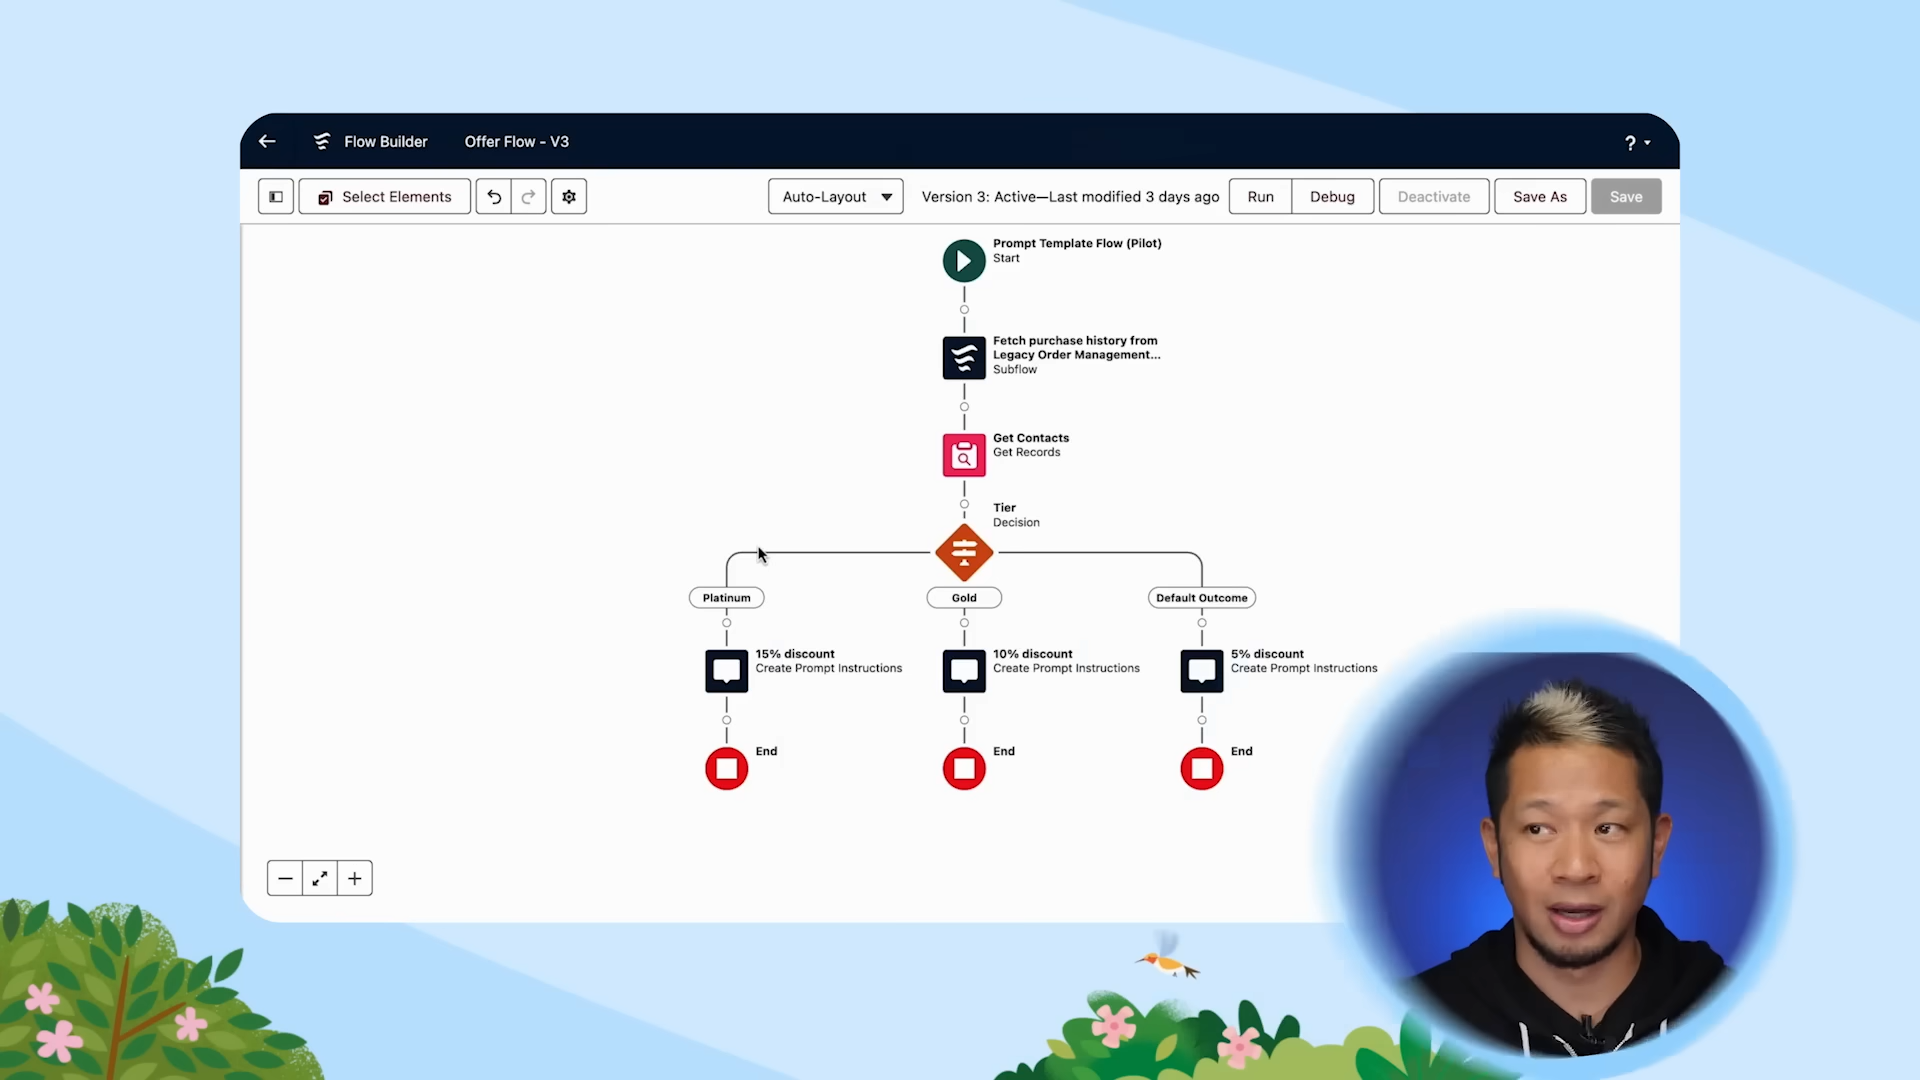 Flow Builder
Offer Flow - V3
?
Select Elements
Auto-Layout
Version 3: Active—Last modified 3 days ago
Run
Debug
Deactivate
Save As
Save
Prompt Template Flow (Pilot)
Start
Fetch purchase history from
Legacy Order Management...
Subflow
Get Contacts
Get Records
Tier
Decision
Platinum
Gold
Default Outcome
15% discount
Create Prompt Instructions
10% discount
Create Prompt Instructions
5% discount
Create Prompt Instructions
End
End
End